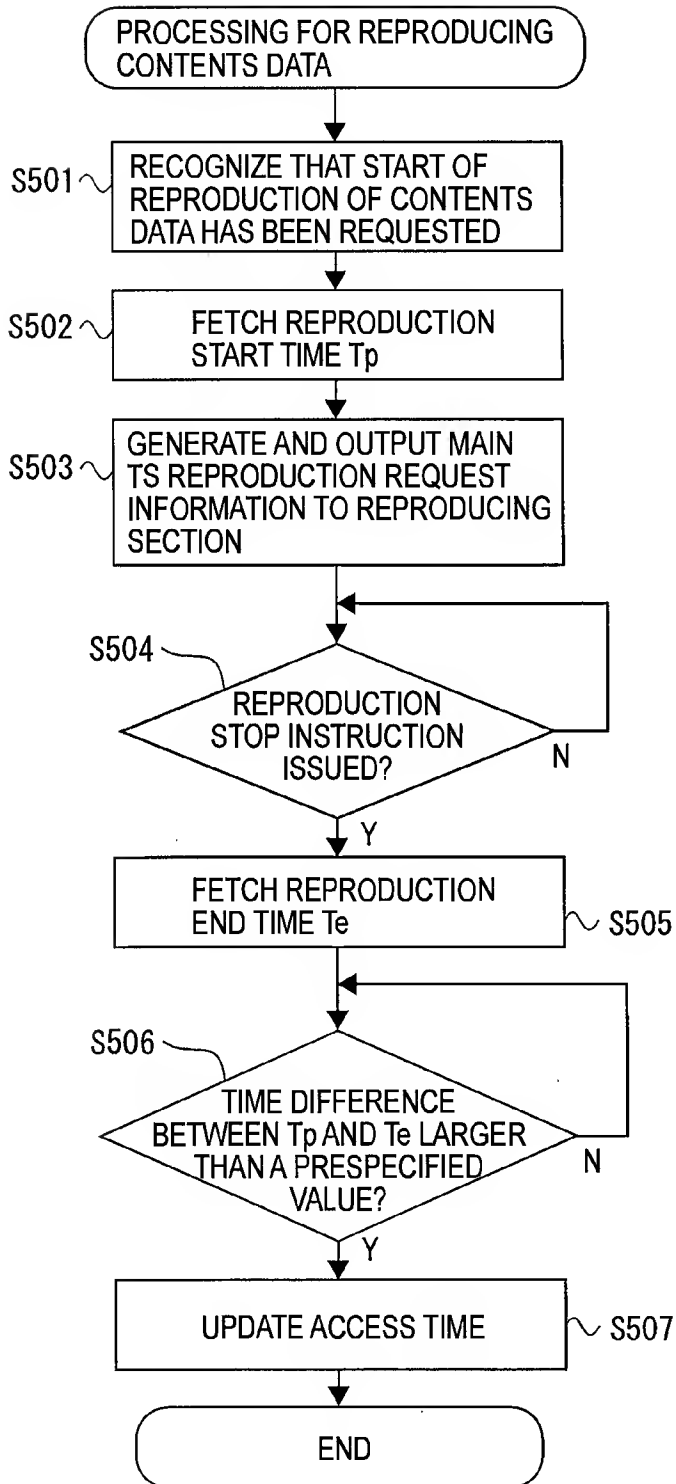 PROCESSING FOR REPRODUCING
CONTENTS DATA
S501
RECOGNIZE THAT START OF
REPRODUCTION OF CONTENTS
DATA HAS BEEN REQUESTED
S502
FETCH REPRODUCTION
START TIME Tp
S503
GENERATE AND OUTPUT MAIN
TS REPRODUCTION REQUEST
INFORMATION TO REPRODUCING
SECTION
S504
REPRODUCTION
STOP INSTRUCTION
ISSUED?
N
Y
FETCH REPRODUCTION
END TIME Te
S505
S506
TIME DIFFERENCE
BETWEEN Tp AND Te LARGER
THAN A PRESPECIFIED
VALUE?
N
Y
UPDATE ACCESS TIME
S507
END